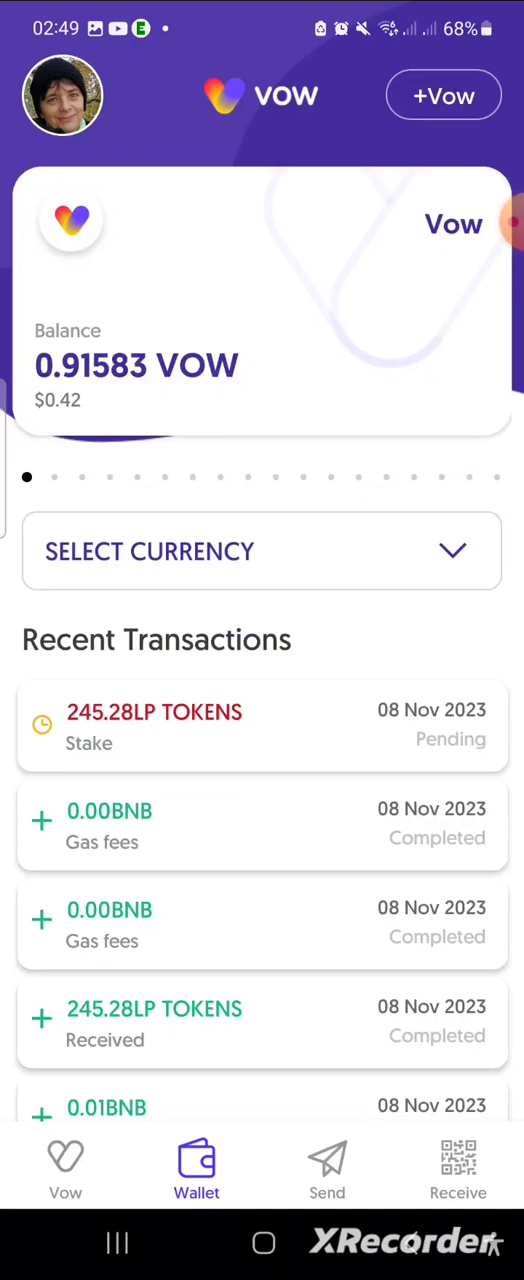 02:49 68%
VOW
+Vow
Vow
Balance
0.91583 VOW
$0.42
SELECT CURRENCY
Recent Transactions
245.28LP TOKENS 08 Nov 2023
Stake Pending
0.00BNB 08 Nov 2023
Gas fees Completed
0.00BNB 08 Nov 2023
Gas fees Completed
245.28LP TOKENS 08 Nov 2023
Received Completed
0.01BNB 08 Nov 2023
Vow Wallet Send Receive
XRecorder